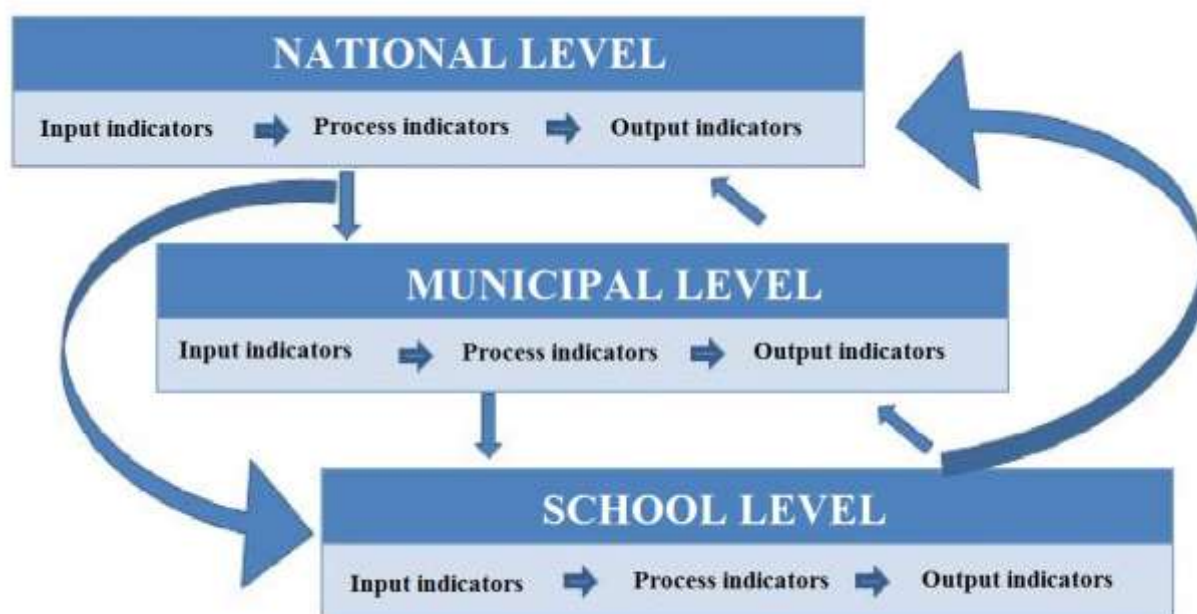 NATIONAL LEVEL
Input indicators Process indicators Output indicators
MUNICIPAL LEVEL
Input indicators Process indicators Output indicators
SCHOOL LEVEL
Input indicators Process indicators Output indicators